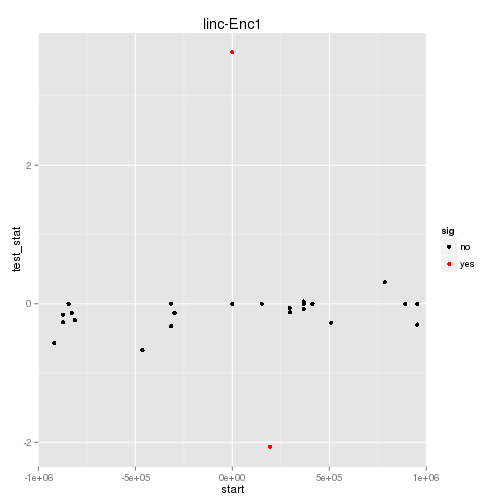 linc-Enc1
test_stat
2
0
-2
-1e+06
-5e+05
0e+00
5e+05
1e+06
start
sig
no
yes